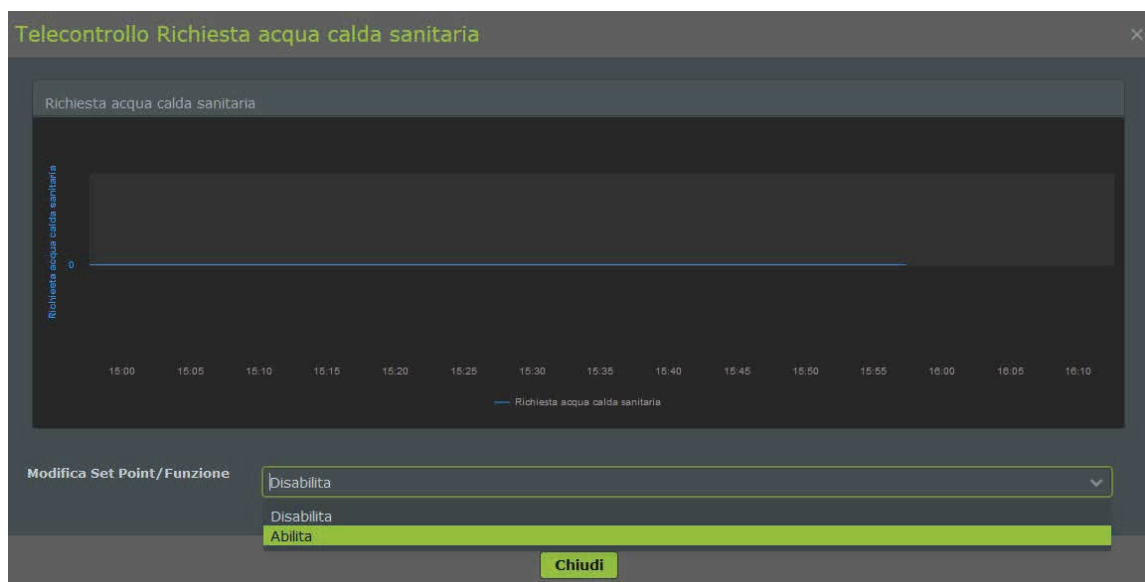 Telecontrollo Richiesta acqua calda sanitaria
×
Richiesta acqua calda sanitaria
Richiesta acqua calda sanitaria
0
15:00 15:05 15:10 15:15 15:20 15:25 15:30 15:35 15:40 15:45 15:50 15:55 16:00 16:05 16:10
Richiesta acqua calda sanitaria
Modifica Set Point/Funzione
Disabilita
Disabilita
Abilita
Chiudi